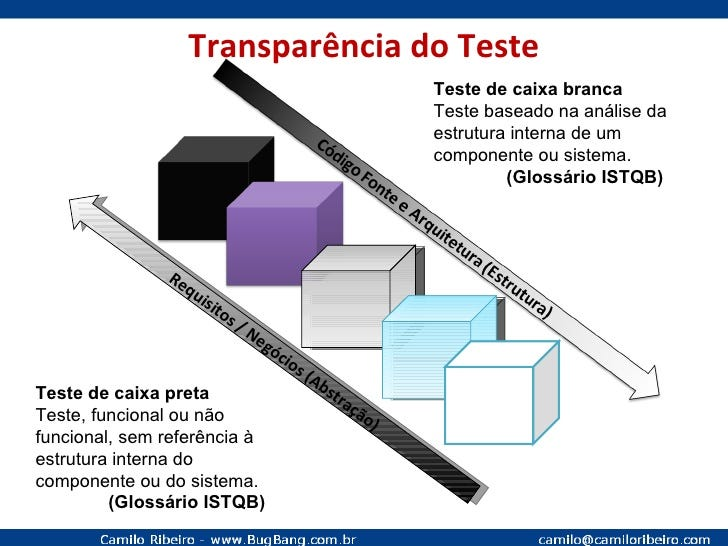 Transparência do Teste
Teste de caixa branca
Teste baseado na análise da
estrutura interna de um
componente ou sistema.
(Glossário ISTQB)
Código Fonte e Arquitetura (Estrutura)
Requisitos / Negócios (Abstração)
Teste de caixa preta
Teste, funcional ou não
funcional, sem referência à
estrutura interna do
componente ou do sistema.
(Glossário ISTQB)
Camilo Ribeiro - www.BugBang.com.br
camilo@camiloribeiro.com